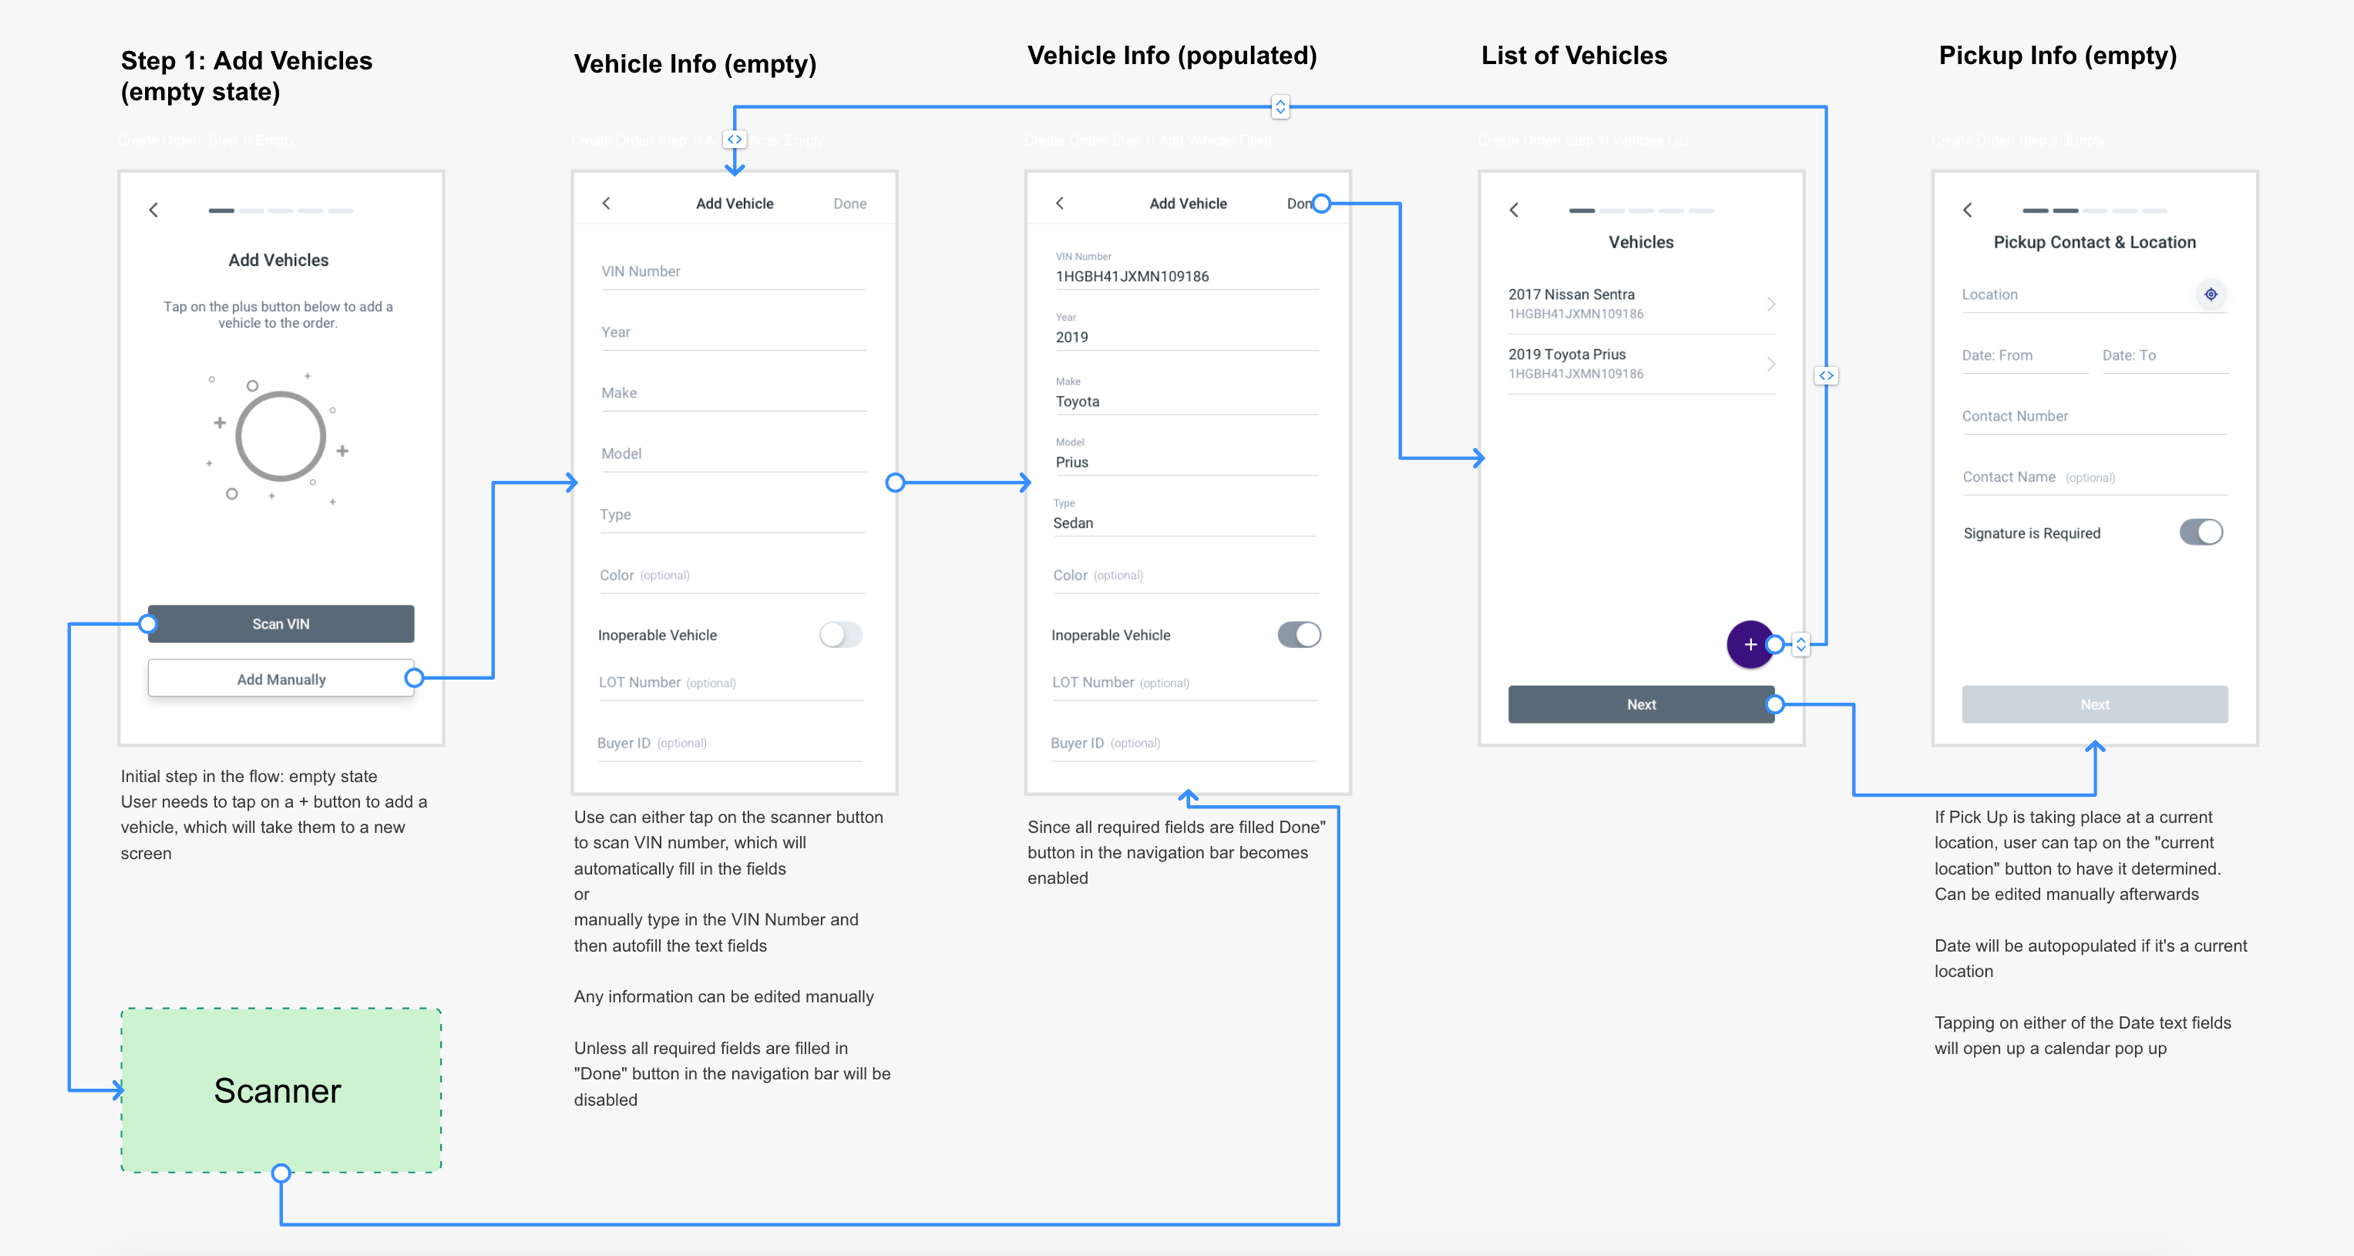 Step 1: Add Vehicles
(empty state)
Create Order: Step 1/ Empty
Add Vehicles
Tap on the plus button below to add a
vehicle to the order.
Scan VIN
Add Manually
Initial step in the flow: empty state
User needs to tap on a + button to add a
vehicle, which will take them to a new
screen
Scanner
Vehicle Info (empty)
Create Order/ Step 1/ Empty
Add Vehicle
Done
VIN Number
Year
Make
Model
Type
Color (optional)
Inoperable Vehicle
LOT Number (optional)
Buyer ID (optional)
Use can either tap on the scanner button
to scan VIN number, which will
automatically fill in the fields
or
manually type in the VIN Number and
then autofill the text fields
Any information can be edited manually
Unless all required fields are filled in
"Done" button in the navigation bar will be
disabled
Vehicle Info (populated)
Create Order/ Step 1/ Add Vehicle/ Filled
Add Vehicle
Don
VIN Number
1HGBH41JXMN109186
Year
2019
Make
Toyota
Model
Prius
Type
Sedan
Color (optional)
Inoperable Vehicle
LOT Number (optional)
Buyer ID (optional)
Since all required fields are filled Done"
button in the navigation bar becomes
enabled
List of Vehicles
Create Order/ Step 1/ Vehicles List
Vehicles
2017 Nissan Sentra
1HGBH41JXMN109186
2019 Toyota Prius
1HGBH41JXMN109186
+
Next
Pickup Info (empty)
Create Order/ Step 2/ Empty
Pickup Contact & Location
Location
Date: From
Date: To
Contact Number
Contact Name (optional)
Signature is Required
Next
If Pick Up is taking place at a current
location, user can tap on the "current
location" button to have it determined.
Can be edited manually afterwards
Date will be autopopulated if it's a current
location
Tapping on either of the Date text fields
will open up a calendar pop up